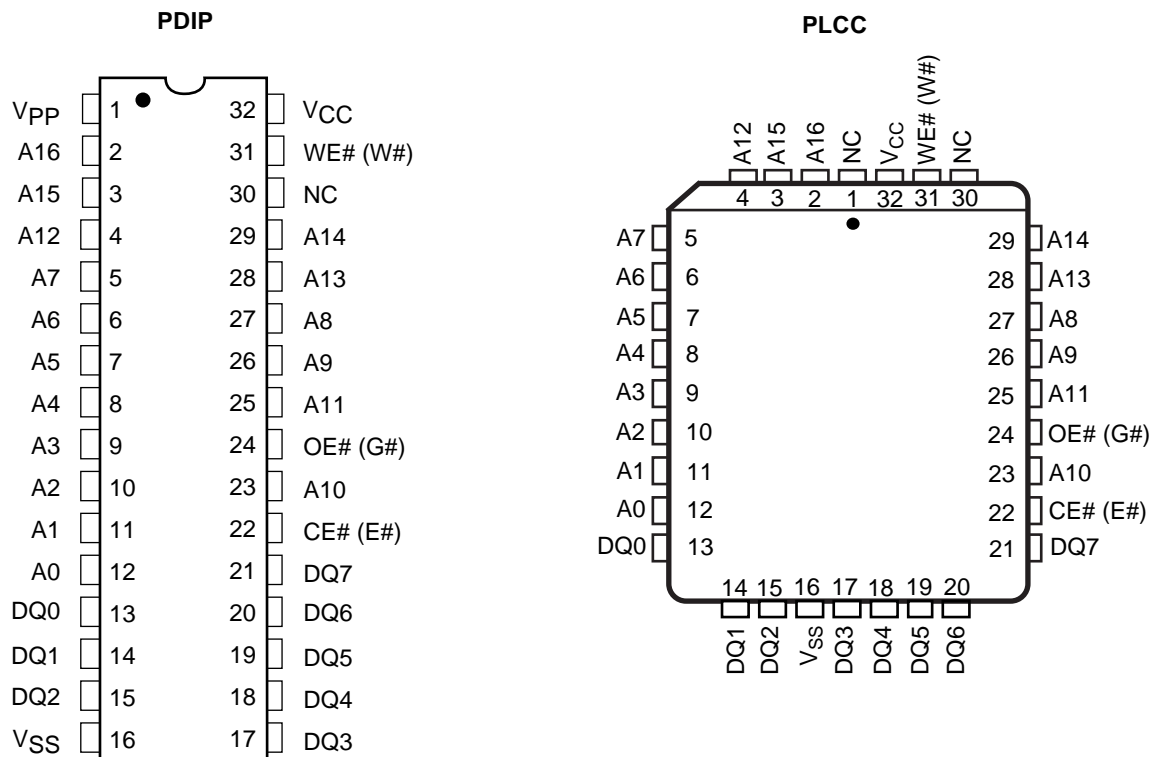 PDIP
VPP 1 32 VCC
A16 2 31 WE# (W#)
A15 3 30 NC
A12 4 29 A14
A7 5 28 A13
A6 6 27 A8
A5 7 26 A9
A4 8 25 A11
A3 9 24 OE# (G#)
A2 10 23 A10
A1 11 22 CE# (E#)
A0 12 21 DQ7
DQ0 13 20 DQ6
DQ1 14 19 DQ5
DQ2 15 18 DQ4
VSS 16 17 DQ3
PLCC
A12 A15 A16 NC VCC WE# (W#) NC
4 3 2 1 32 31 30
A7 5 29 A14
A6 6 28 A13
A5 7 27 A8
A4 8 26 A9
A3 9 25 A11
A2 10 24 OE# (G#)
A1 11 23 A10
A0 12 22 CE# (E#)
DQ0 13 21 DQ7
14 15 16 17 18 19 20
DQ1 DQ2 VSS DQ3 DQ4 DQ5 DQ6